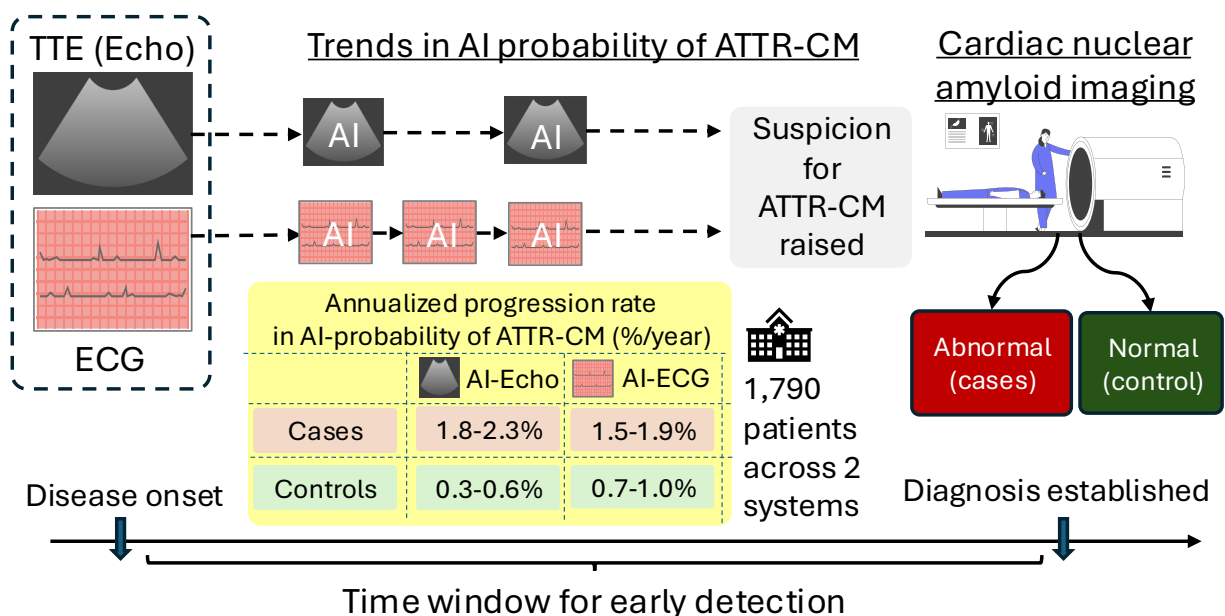 TTE (Echo)
ECG
Trends in AI probability of ATTR-CM
AI
AI
AI
AI
AI
Suspicion
for
ATTR-CM
raised
Cardiac nuclear
amyloid imaging
Abnormal
(cases)
Normal
(control)
Annualized progression rate
in AI-probability of ATTR-CM (%/year)
AI-Echo AI-ECG
Cases 1.8-2.3% 1.5-1.9%
Controls 0.3-0.6% 0.7-1.0%
1,790
patients
across 2
systems
Disease onset
Diagnosis established
Time window for early detection